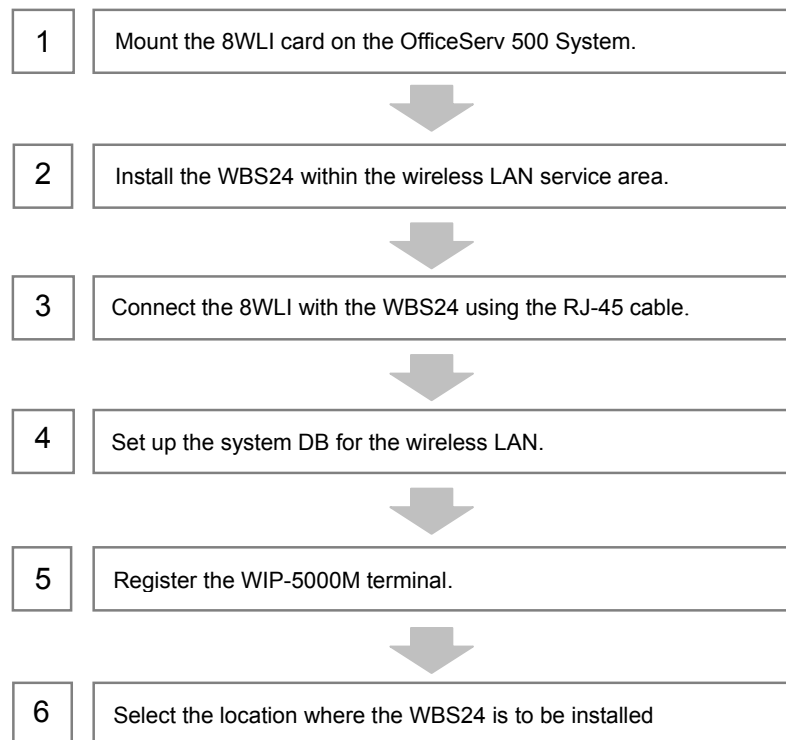 1 Mount the 8WLI card on the OfficeServ 500 System.
2 Install the WBS24 within the wireless LAN service area.
3 Connect the 8WLI with the WBS24 using the RJ-45 cable.
4 Set up the system DB for the wireless LAN.
5 Register the WIP-5000M terminal.
6 Select the location where the WBS24 is to be installed